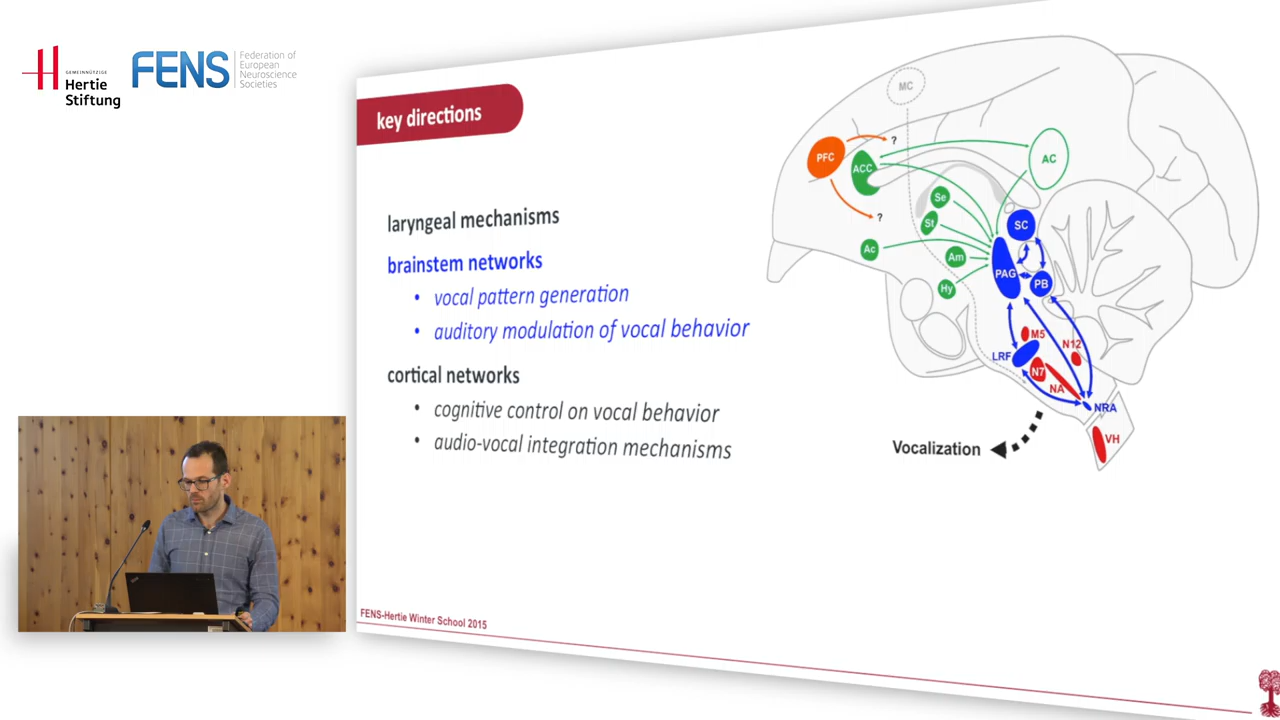 GEMEINNÜTZIGE
Hertie
Stiftung
FENS
Federation of
European
Neuroscience
Societies
key directions
laryngeal mechanisms
brainstem networks
• vocal pattern generation
• auditory modulation of vocal behavior
cortical networks
• cognitive control on vocal behavior
• audio-vocal integration mechanisms
MC
PFC
?
ACC
AC
Se
St
SC
?
Ac
Am
PAG
PB
Hy
M5
N12
LRF
N7
NA
NRA
VH
Vocalization
FENS-Hertie Winter School 2015